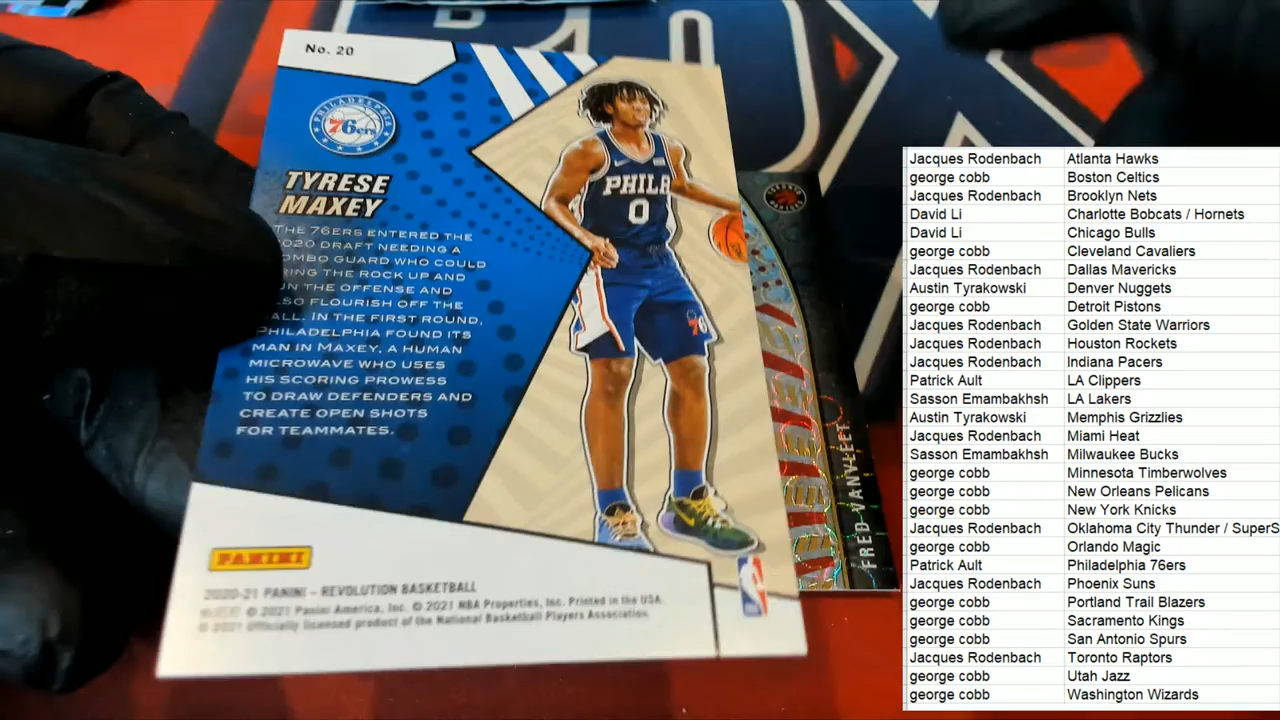 No. 20
PHILADELPHIA
76ers
TYRESE
MAXEY
THE 76ERS ENTERED THE
2020 DRAFT NEEDING A
COMBO GUARD WHO COULD
BRING THE ROCK UP AND
RUN THE OFFENSE AND
ALSO FLOURISH OFF THE
BALL. IN THE FIRST ROUND,
PHILADELPHIA FOUND ITS
MAN IN MAXEY, A HUMAN
MICROWAVE WHO USES
HIS SCORING PROWESS
TO DRAW DEFENDERS AND
CREATE OPEN SHOTS
FOR TEAMMATES.
PHILA
0
76
PANINI
2020-21 PANINI – REVOLUTION BASKETBALL
© 2021 Panini America, Inc. © 2021 NBA Properties, Inc. Printed in the USA.
© 2021 Officially licensed product of the National Basketball Players Association.
FRED VANVLEET
Jacques Rodenbach Atlanta Hawks
george cobb Boston Celtics
Jacques Rodenbach Brooklyn Nets
David Li Charlotte Bobcats / Hornets
David Li Chicago Bulls
george cobb Cleveland Cavaliers
Jacques Rodenbach Dallas Mavericks
Austin Tyrakowski Denver Nuggets
george cobb Detroit Pistons
Jacques Rodenbach Golden State Warriors
Jacques Rodenbach Houston Rockets
Jacques Rodenbach Indiana Pacers
Patrick Ault LA Clippers
Sasson Emambakhsh LA Lakers
Austin Tyrakowski Memphis Grizzlies
Jacques Rodenbach Miami Heat
Sasson Emambakhsh Milwaukee Bucks
george cobb Minnesota Timberwolves
george cobb New Orleans Pelicans
george cobb New York Knicks
Jacques Rodenbach Oklahoma City Thunder / SuperS
george cobb Orlando Magic
Patrick Ault Philadelphia 76ers
Jacques Rodenbach Phoenix Suns
george cobb Portland Trail Blazers
george cobb Sacramento Kings
george cobb San Antonio Spurs
Jacques Rodenbach Toronto Raptors
george cobb Utah Jazz
george cobb Washington Wizards